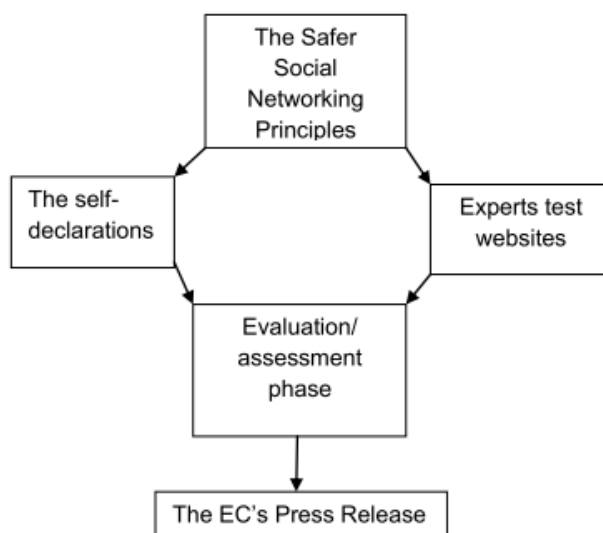 The Safer
Social
Networking
Principles
The self-
declarations
Experts test
websites
Evaluation/
assessment
phase
The EC's Press Release